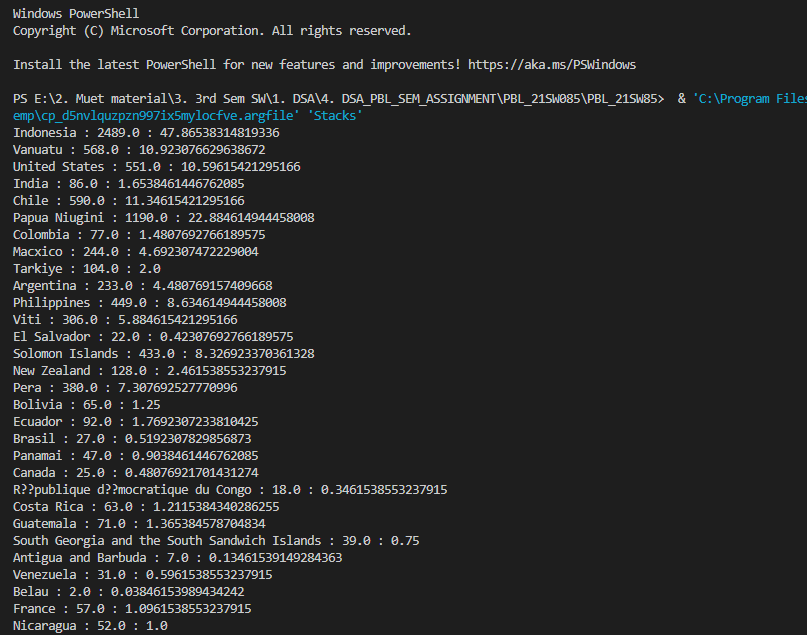 Windows PowerShell
Copyright (C) Microsoft Corporation. All rights reserved.
Install the latest PowerShell for new features and improvements! https://aka.ms/PSWindows
PS E:\2. Muet material\3. 3rd Sem SW\1. DSA\4. DSA_PBL_SEM_ASSIGNMENT\PBL_21SW085\PBL_21SW85>  & 'C:\Program Files
emp\cp_d5nvlquzpzn997ix5mylocfve.argfile' 'Stacks'
Indonesia : 2489.0 : 47.86538314819336
Vanuatu : 568.0 : 10.923076629638672
United States : 551.0 : 10.59615421295166
India : 86.0 : 1.6538461446762085
Chile : 590.0 : 11.34615421295166
Papua Niugini : 1190.0 : 22.884614944458008
Colombia : 77.0 : 1.4807692766189575
Macxico : 244.0 : 4.692307472229004
Tarkiye : 104.0 : 2.0
Argentina : 233.0 : 4.480769157409668
Philippines : 449.0 : 8.634614944458008
Viti : 306.0 : 5.884615421295166
El Salvador : 22.0 : 0.42307692766189575
Solomon Islands : 433.0 : 8.326923370361328
New Zealand : 128.0 : 2.461538553237915
Pera : 380.0 : 7.307692527770996
Bolivia : 65.0 : 1.25
Ecuador : 92.0 : 1.7692307233810425
Brasil : 27.0 : 0.5192307829856873
Panamai : 47.0 : 0.9038461446762085
Canada : 25.0 : 0.48076921701431274
R??publique d??mocratique du Congo : 18.0 : 0.3461538553237915
Costa Rica : 63.0 : 1.2115384340286255
Guatemala : 71.0 : 1.365384578704834
South Georgia and the South Sandwich Islands : 39.0 : 0.75
Antigua and Barbuda : 7.0 : 0.13461539149284363
Venezuela : 31.0 : 0.5961538553237915
Belau : 2.0 : 0.03846153989434242
France : 57.0 : 1.0961538553237915
Nicaragua : 52.0 : 1.0